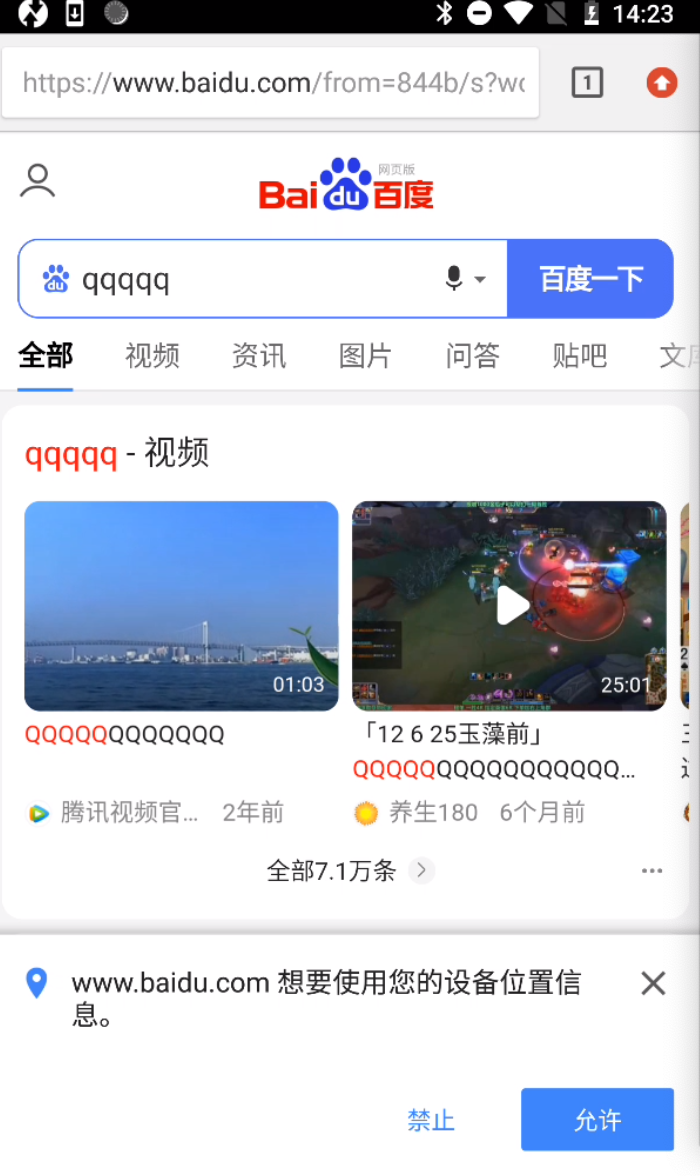 14:23
https://www.baidu.com/from=844b/s?wo
1
网页版
Bai du 百度
du qqqqq 百度一下
全部 视频 资讯 图片 问答 贴吧 文库
qqqqq - 视频
01:03
25:01
QQQQQQQQQQQQ
「12 6 25玉藻前」
QQQQQQQQQQQQQQQQ...
腾讯视频官... 2年前
养生180 6个月前
全部7.1万条
www.baidu.com 想要使用您的设备位置信
息。
禁止 允许